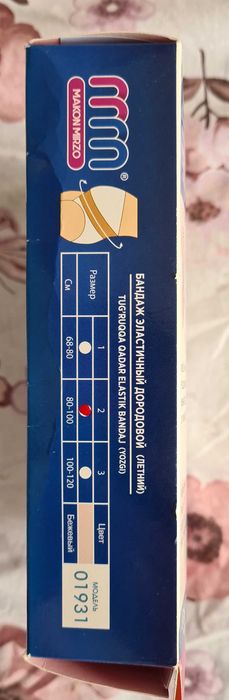 MAKON MIRZO
®
БАНДАЖ ЭЛАСТИЧНЫЙ ДОРОДОВОЙ (ЛЕТНИЙ)
TUG'RUQQA QADAR ELASTIK BANDAJ (YOZGI)
Размер 1 2 3 Цвет
См 68-80 80-100 100-120 Бежевый
МОДЕЛЬ
01931